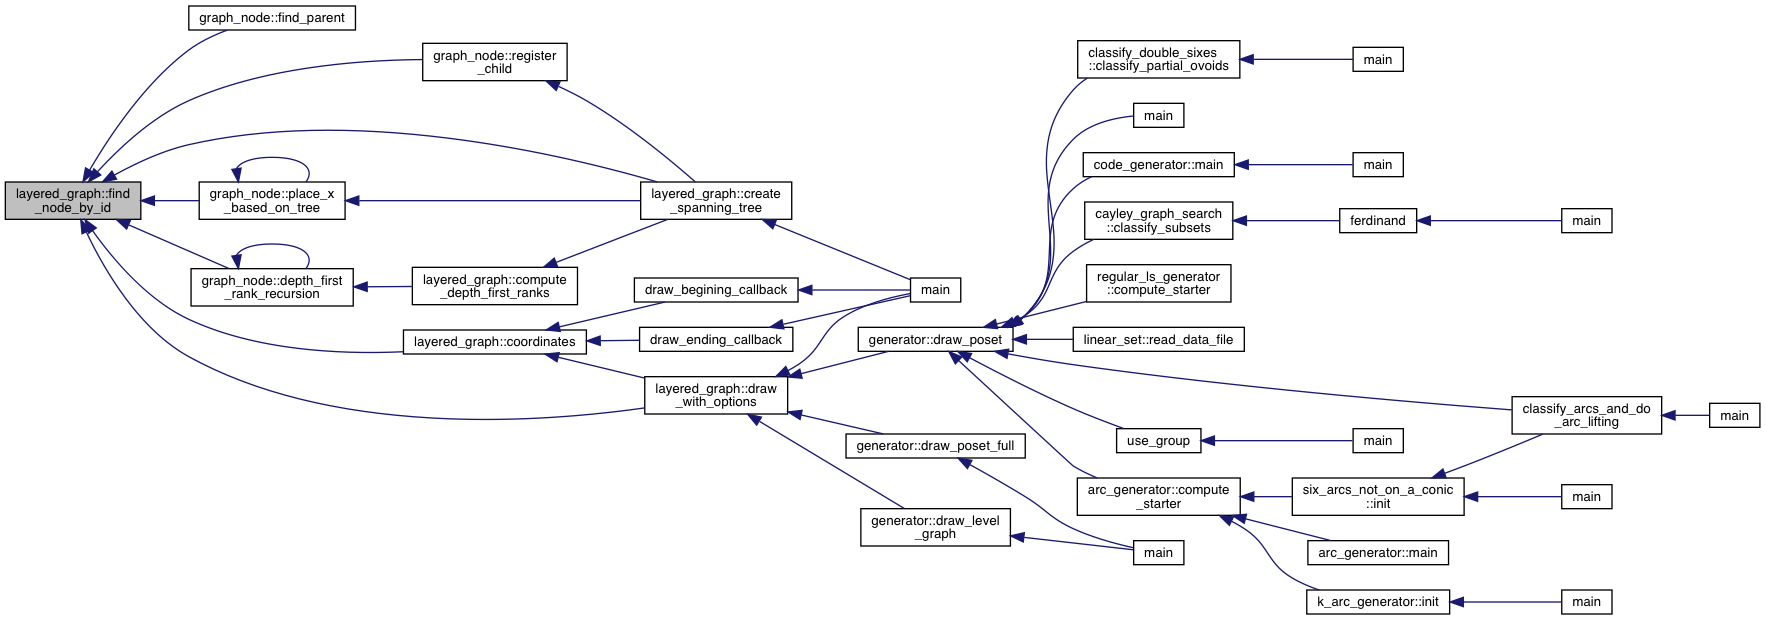 graph_node::find_parent
graph_node::register
_child
layered_graph::find
_node_by_id
graph_node::place_x
_based_on_tree
graph_node::depth_first
_rank_recursion
layered_graph::compute
_depth_first_ranks
layered_graph::coordinates
layered_graph::create
_spanning_tree
draw_begining_callback
draw_ending_callback
layered_graph::draw
_with_options
main
generator::draw_poset
generator::draw_poset_full
generator::draw_level
_graph
classify_double_sixes
::classify_partial_ovoids
main
main
code_generator::main
main
cayley_graph_search
::classify_subsets
ferdinand
main
regular_ls_generator
::compute_starter
linear_set::read_data_file
classify_arcs_and_do
_arc_lifting
main
use_group
main
arc_generator::compute
_starter
six_arcs_not_on_a_conic
::init
main
arc_generator::main
main
k_arc_generator::init
main